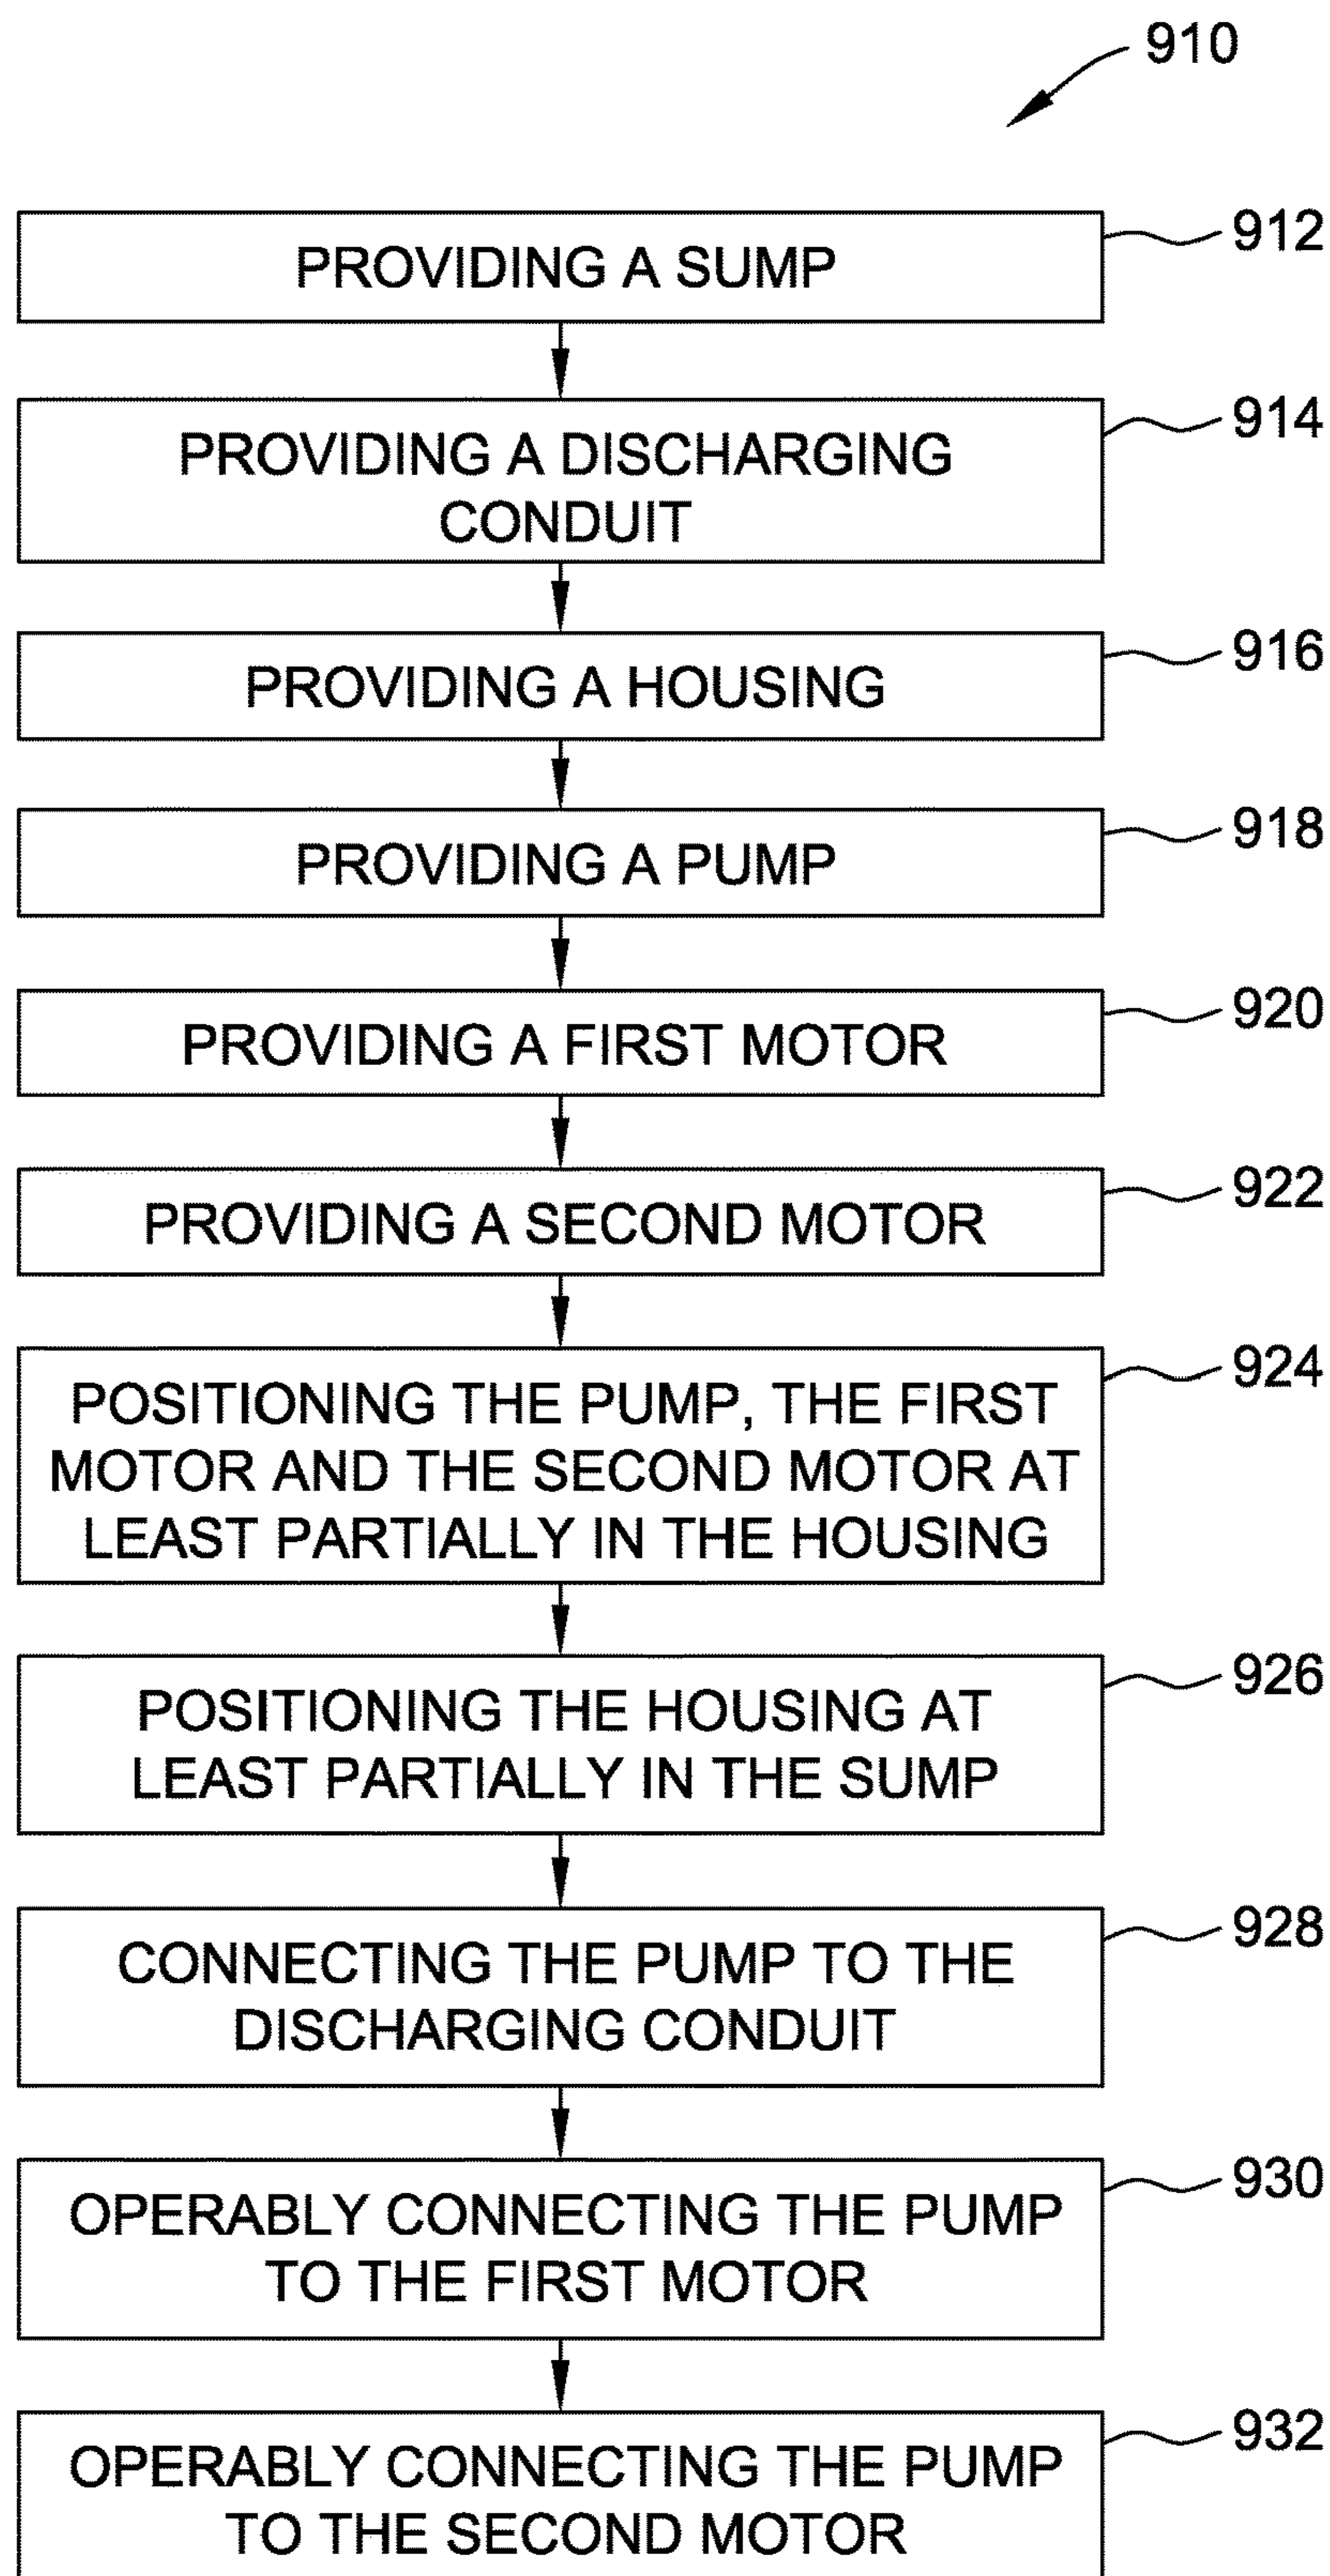 910
PROVIDING A SUMP
912
PROVIDING A DISCHARGING
CONDUIT
914
PROVIDING A HOUSING
916
PROVIDING A PUMP
918
PROVIDING A FIRST MOTOR
920
PROVIDING A SECOND MOTOR
922
POSITIONING THE PUMP, THE FIRST
MOTOR AND THE SECOND MOTOR AT
LEAST PARTIALLY IN THE HOUSING
924
POSITIONING THE HOUSING AT
LEAST PARTIALLY IN THE SUMP
926
CONNECTING THE PUMP TO THE
DISCHARGING CONDUIT
928
OPERABLY CONNECTING THE PUMP
TO THE FIRST MOTOR
930
OPERABLY CONNECTING THE PUMP
TO THE SECOND MOTOR
932